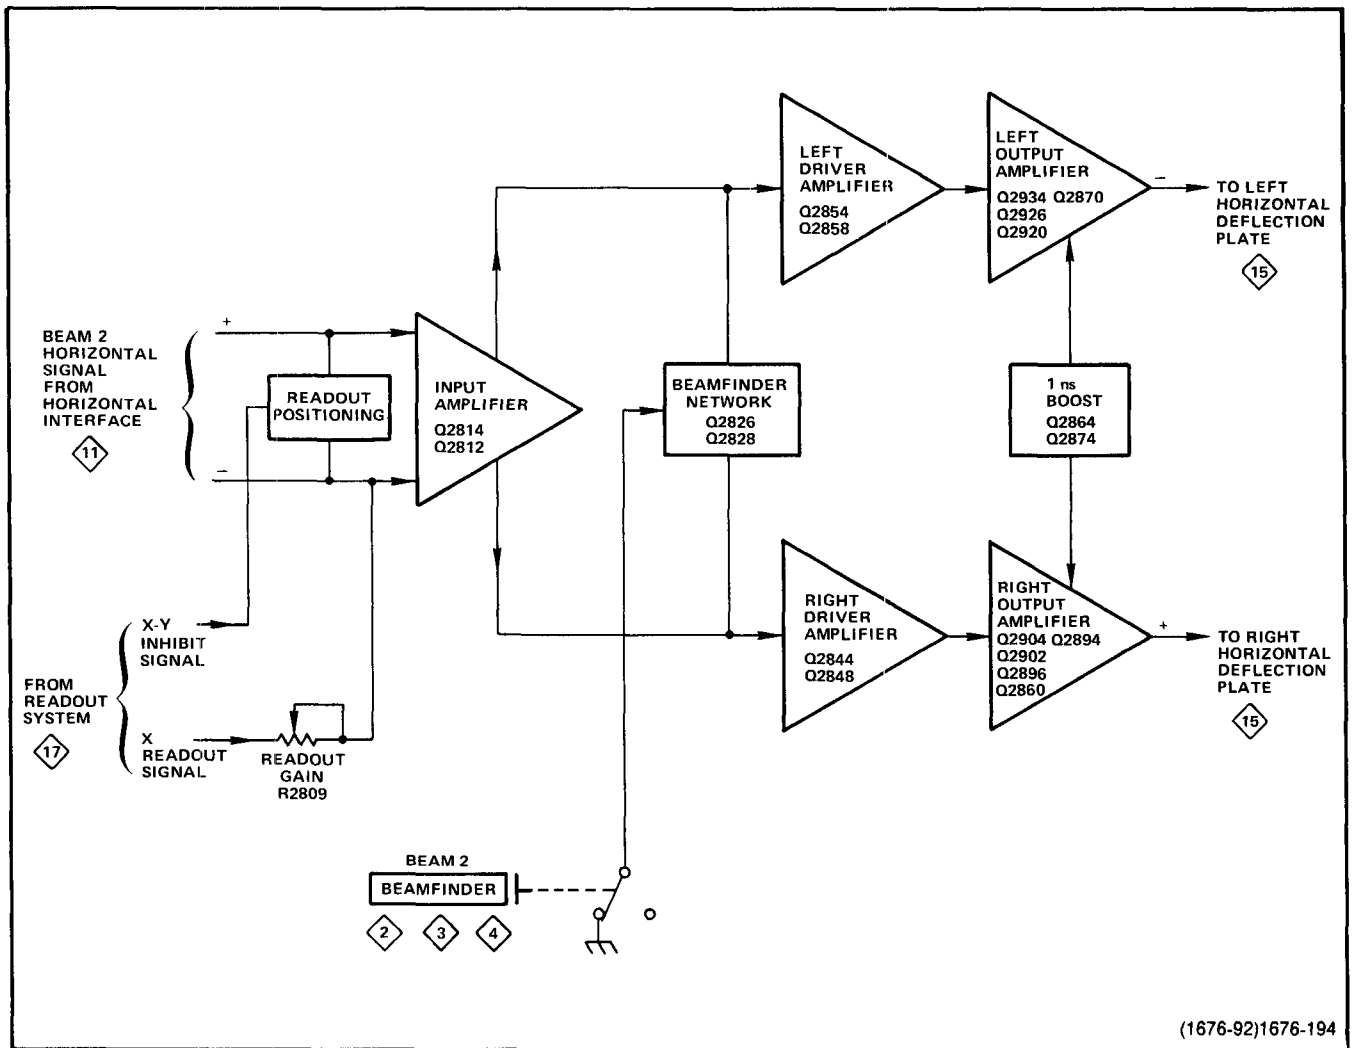 LEFT
DRIVER
AMPLIFIER
Q2854
Q2858
LEFT
OUTPUT
AMPLIFIER
Q2934 Q2870
Q2926
Q2920
−
TO LEFT
HORIZONTAL
DEFLECTION
PLATE
15
BEAM 2
HORIZONTAL
SIGNAL
FROM
HORIZONTAL
INTERFACE
11
+
−
READOUT
POSITIONING
INPUT
AMPLIFIER
Q2814
Q2812
BEAMFINDER
NETWORK
Q2826
Q2828
1 ns
BOOST
Q2864
Q2874
FROM
READOUT
SYSTEM
17
X-Y
INHIBIT
SIGNAL
X
READOUT
SIGNAL
READOUT
GAIN
R2809
RIGHT
DRIVER
AMPLIFIER
Q2844
Q2848
RIGHT
OUTPUT
AMPLIFIER
Q2904 Q2894
Q2902
Q2896
Q2860
+
TO RIGHT
HORIZONTAL
DEFLECTION
PLATE
15
BEAM 2
BEAMFINDER
2 3 4
(1676-92)1676-194